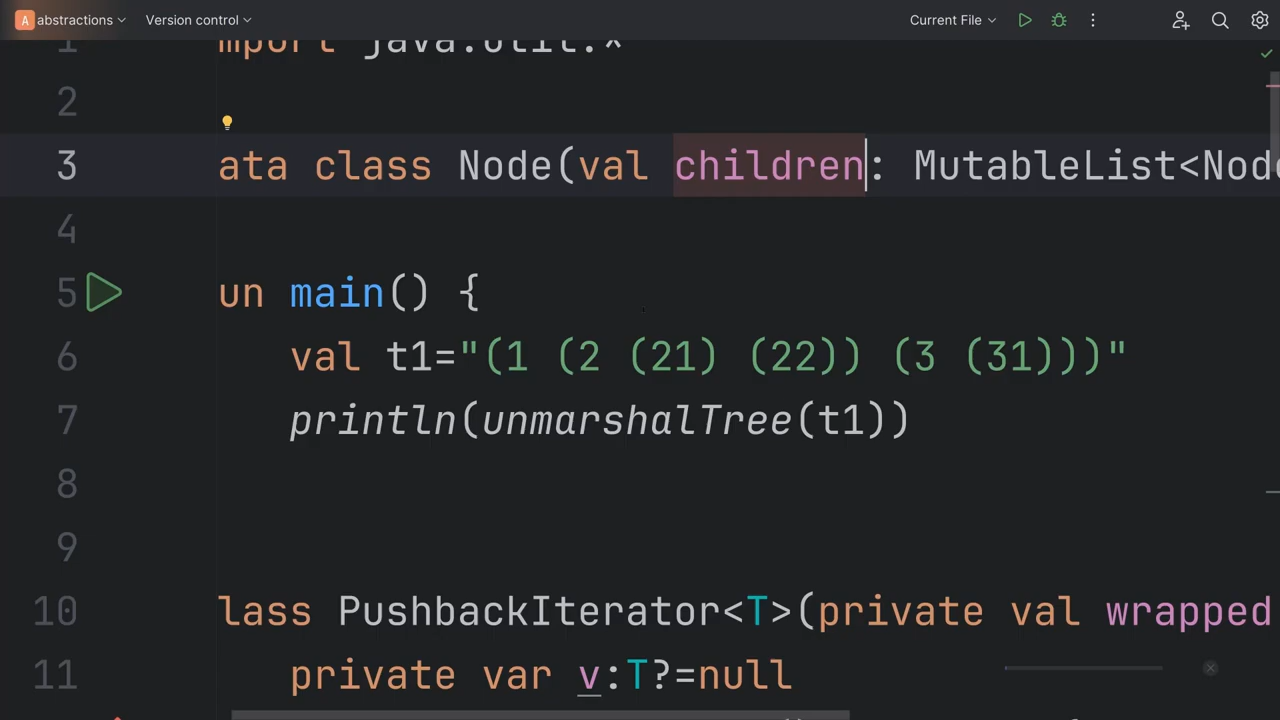 A abstractions Version control Current File
1 mport java.util.*
2
3 ata class Node(val children: MutableList<Nod
4
5 un main() {
6 val t1="(1 (2 (21) (22)) (3 (31)))"
7 println(unmarshalTree(t1))
8
9
10 lass PushbackIterator<T>(private val wrapped
11 private var v:T?=null